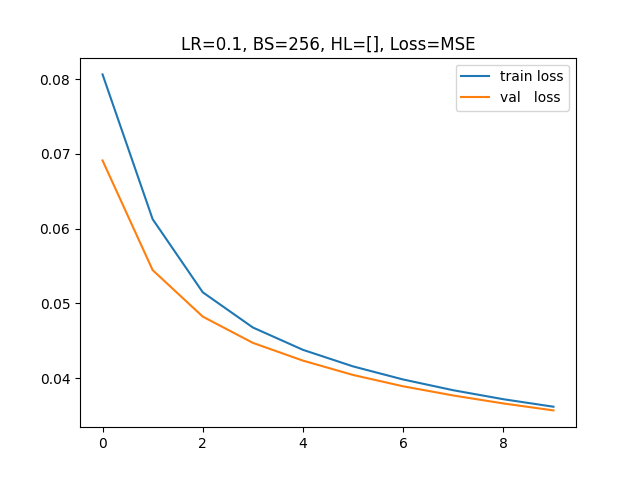 LR=0.1, BS=256, HL=[], Loss=MSE
train loss
val   loss
0.08
0.07
0.06
0.05
0.04
0 2 4 6 8